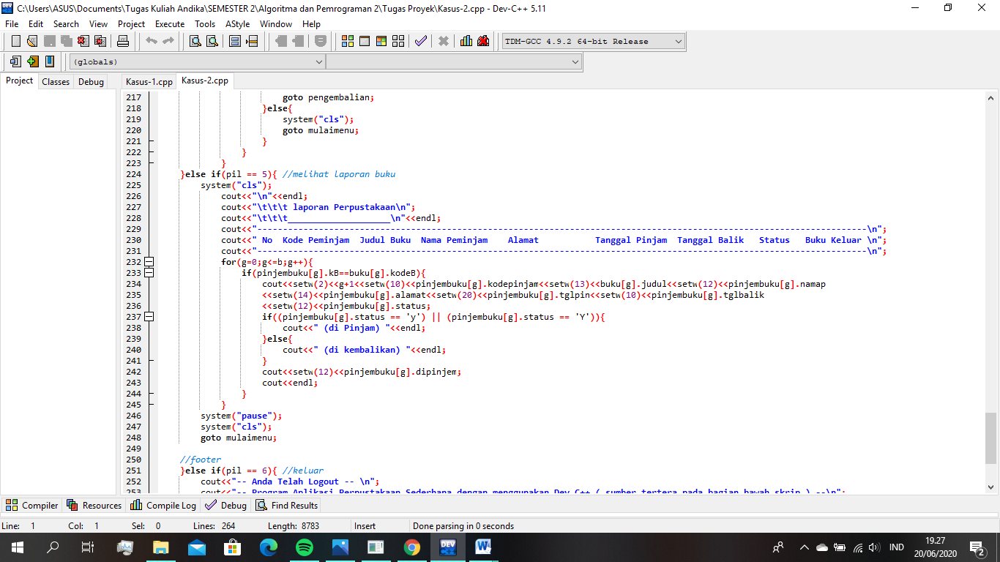 C:\Users\ASUS\Documents\Tugas Kuliah Andika\SEMESTER 2\Algoritma dan Pemrograman 2\Tugas Proyek\Kasus-2.cpp - Dev-C++ 5.11
File Edit Search View Project Execute Tools AStyle Window Help
TDM-GCC 4.9.2 64-bit Release
(globals)
Project Classes Debug Kasus-1.cpp Kasus-2.cpp
217 goto pengembalian;
218 }else{
219 system("cls");
220 goto mulaimenu;
221 }
222 }
223 }
224 }else if(pil == 5){ //melihat laporan buku
225 system("cls");
226 cout<<"\n"<<endl;
227 cout<<"\t\t\t laporan Perpustakaan\n";
228 cout<<"\t\t\t____________________\n"<<endl;
229 cout<<"-----------------------------------------------------------------------------------------------------------------------\n";
230 cout<<" No  Kode Peminjam  Judul Buku  Nama Peminjam    Alamat           Tanggal Pinjam  Tanggal Balik   Status   Buku Keluar \n";
231 cout<<"-----------------------------------------------------------------------------------------------------------------------\n";
232 for(g=0;g<=b;g++){
233 if(pinjembuku[g].kB==buku[g].kodeB){
234 cout<<setw(2)<<g+1<<setw(10)<<pinjembuku[g].kodepinjam<<setw(13)<<buku[g].judul<<setw(12)<<pinjembuku[g].namap
235 <<setw(14)<<pinjembuku[g].alamat<<setw(20)<<pinjembuku[g].tglpin<<setw(10)<<pinjembuku[g].tglbalik
236 <<setw(12)<<pinjembuku[g].status;
237 if((pinjembuku[g].status == 'y') || (pinjembuku[g].status == 'Y')){
238 cout<<" (di Pinjam) "<<endl;
239 }else{
240 cout<<" (di kembalikan) "<<endl;
241 }
242 cout<<setw(12)<<pinjembuku[g].dipinjem;
243 cout<<endl;
244 }
245 }
246 system("pause");
247 system("cls");
248 goto mulaimenu;
249
250 //footer
251 }else if(pil == 6){ //keluar
252 cout<<"-- Anda Telah Logout -- \n";
253 cout<<"-- Program Aplikasi Perpustakaan Sederhana dengan menggunakan Dev C++ ( sumber tertera pada bagian bawah skrip ) --\n";
Compiler Resources Compile Log Debug Find Results
Line: 1 Col: 1 Sel: 0 Lines: 264 Length: 8783 Insert Done parsing in 0 seconds
DEV
IND
19.27
20/06/2020
2